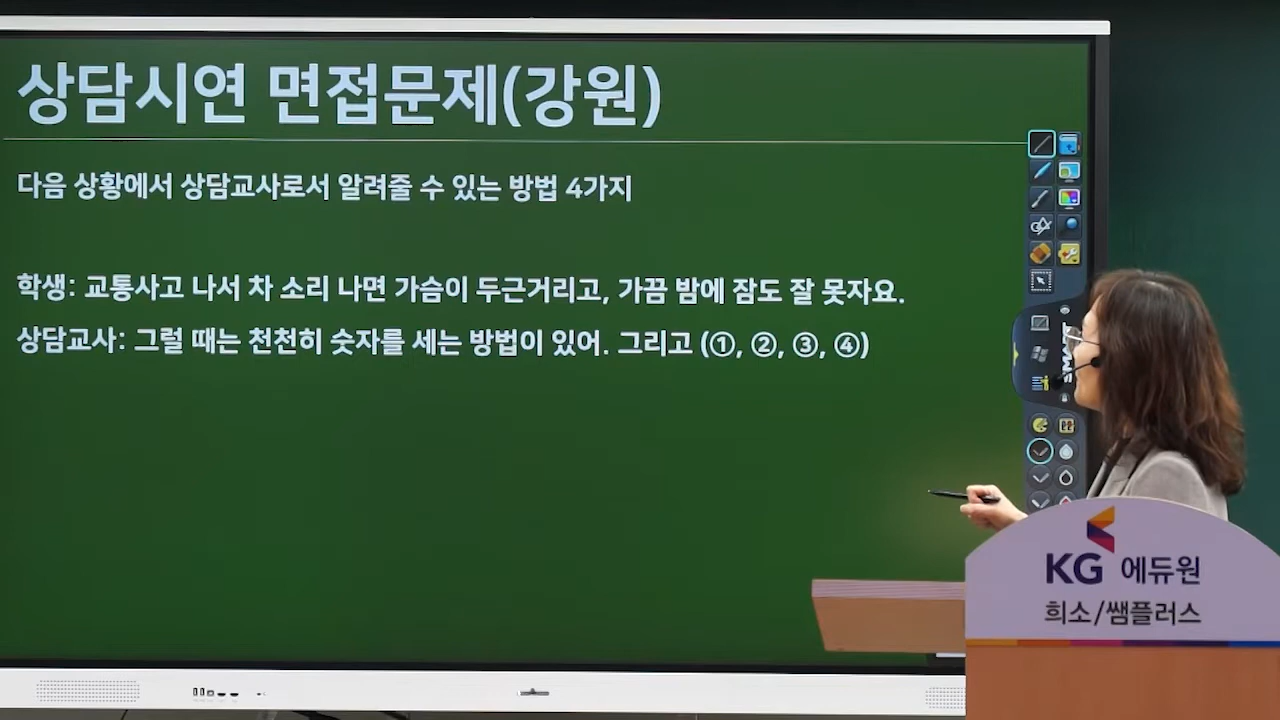 상담시연 면접문제(강원)
다음 상황에서 상담교사로서 알려줄 수 있는 방법 4가지
학생: 교통사고 나서 차 소리 나면 가슴이 두근거리고, 가끔 밤에 잠도 잘 못자요.
상담교사: 그럴 때는 천천히 숫자를 세는 방법이 있어. 그리고 (①, ②, ③, ④)
SMART
KG 에듀원
희소/쌤플러스